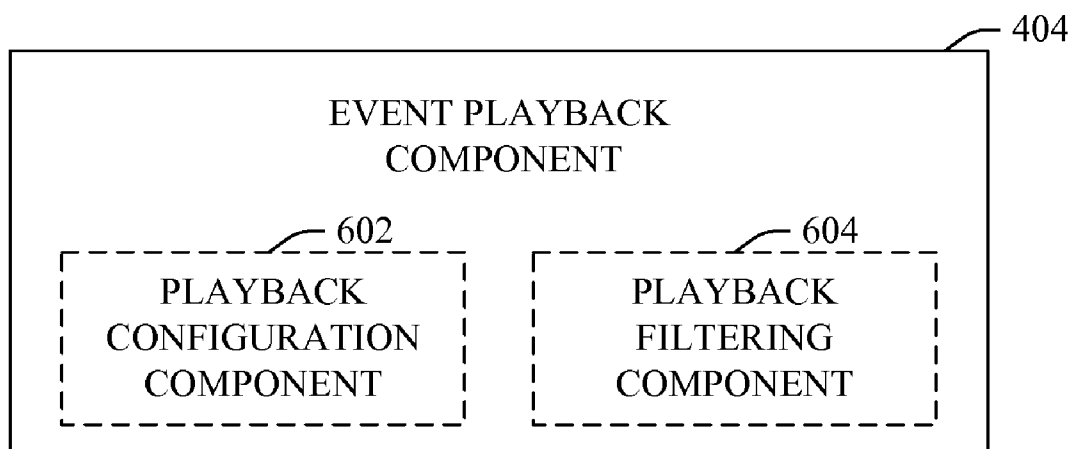 404
EVENT PLAYBACK
COMPONENT
602
PLAYBACK
CONFIGURATION
COMPONENT
604
PLAYBACK
FILTERING
COMPONENT